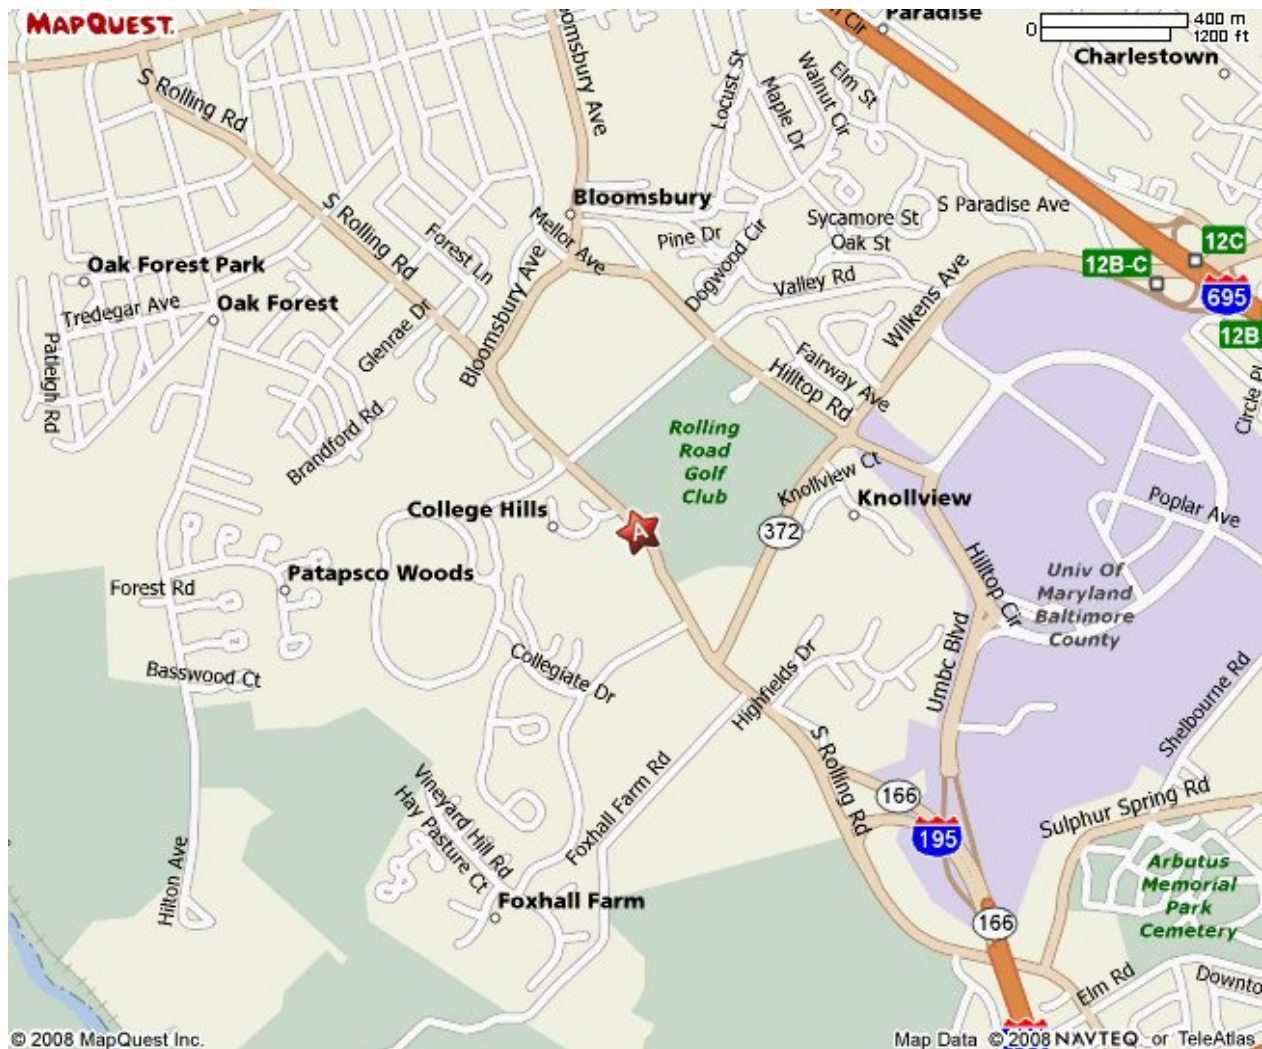 MAPQUEST.
Paradise
400 m
0
1200 ft
Charlestown
S Rolling Rd
Locust St
Maple Dr
Walnut Cir
Elm St
S Rolling Rd
Bloomsbury
Mellor Ave
Forest Ln
Pine Dr
Dogwood Cir
Sycamore St
Oak St
S Paradise Ave
12C
12B-C
695
12B
Oak Forest Park
Tredegar Ave
Oak Forest
Glenrae Dr
Bloomsbury Ave
Valley Rd
Wilkens Ave
Patleigh Rd
Fairway Ave
Hilltop Rd
Brandford Rd
Rolling
Road
Golf
Club
Knollview Ct
Knollview
372
Poplar Ave
College Hills
A
Patapsco Woods
Forest Rd
Basswood Ct
Hilltop Cir
Univ Of
Maryland
Baltimore
County
Umbc Blvd
Collegiate Dr
Highfields Dr
Shelbourne Rd
S Rolling Rd
166
195
Sulphur Spring Rd
Vineyard Hill Rd
Hay Pasture Ct
Foxhall Farm Rd
Hilton Ave
Foxhall Farm
Arbutus
Memorial
Park
Cemetery
166
Elm Rd
© 2008 MapQuest Inc.
Map Data © 2008 NAVTEQ or TeleAtlas